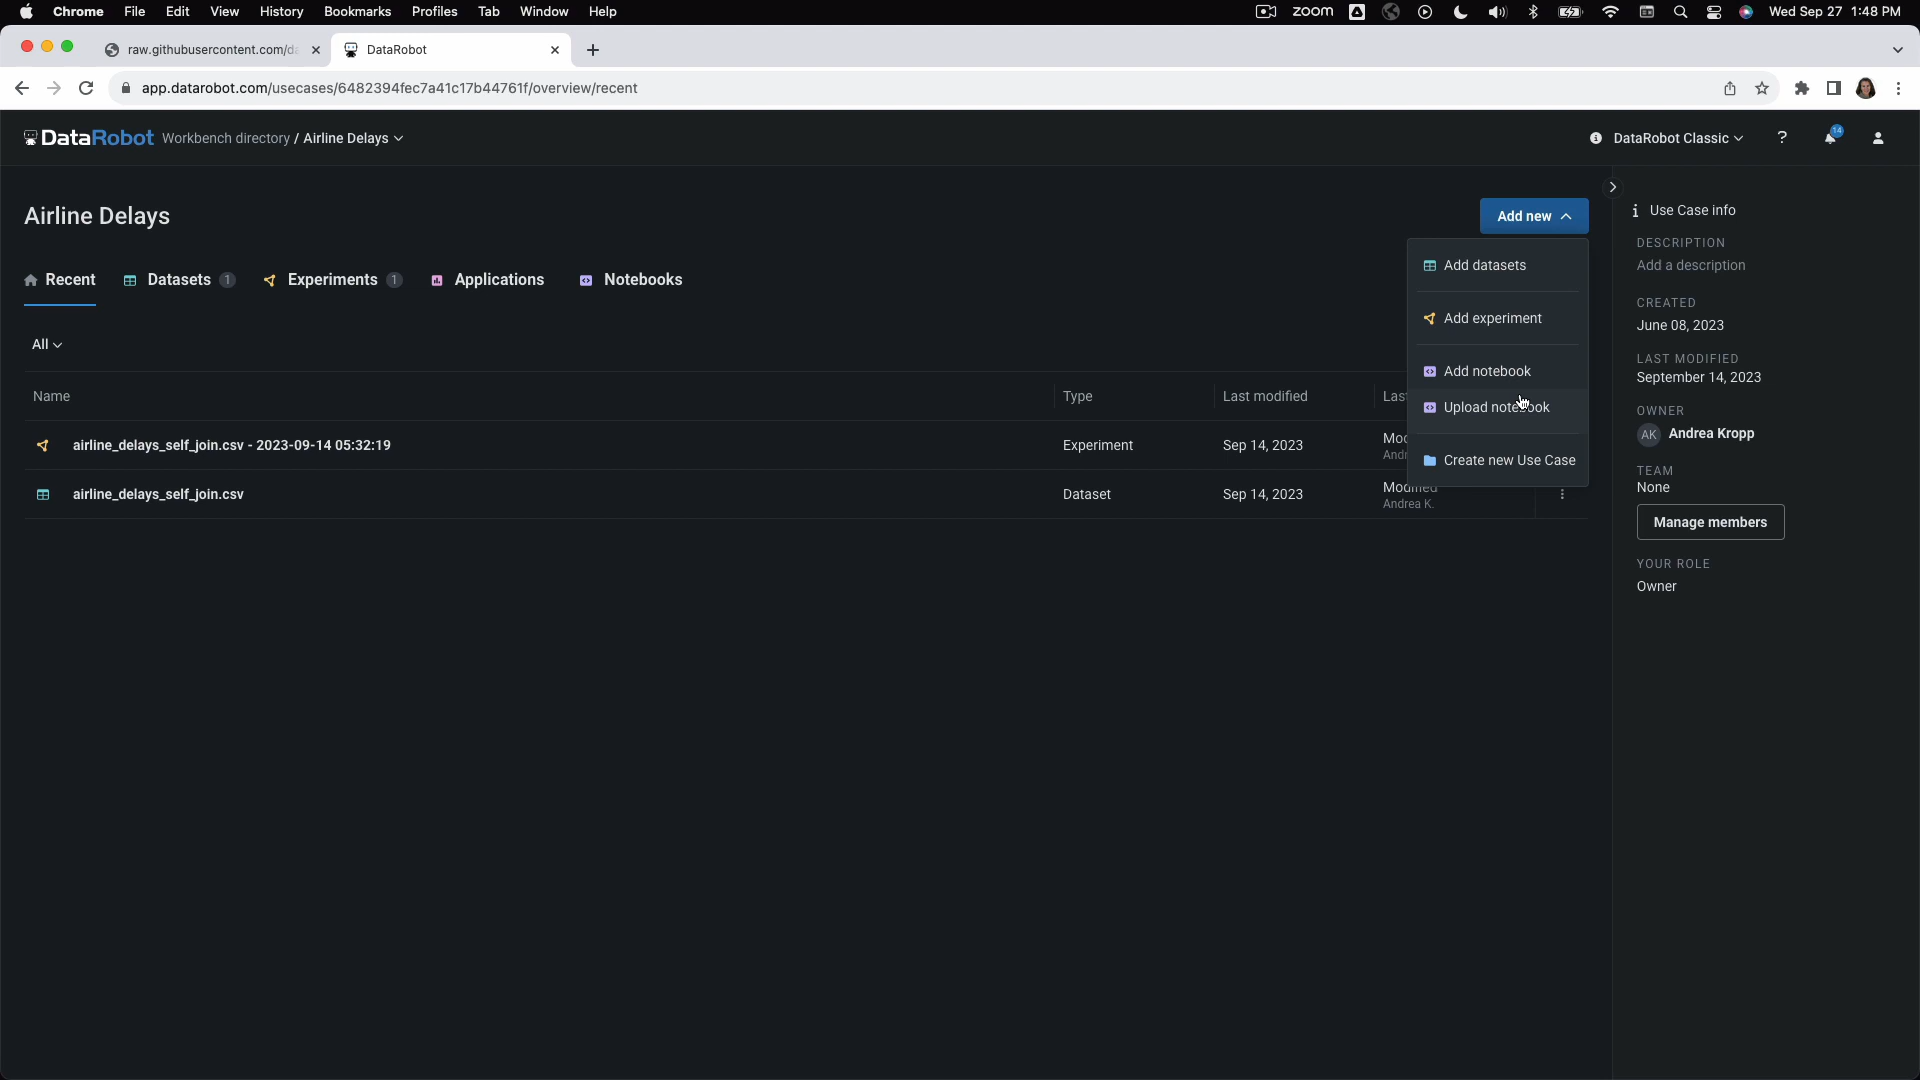 Chrome File Edit View History Bookmarks Profiles Tab Window Help zoom Wed Sep 27 1:48 PM
raw.githubusercontent.com/da DataRobot
app.datarobot.com/usecases/6482394fec7a41c17b44761f/overview/recent
DataRobot Workbench directory / Airline Delays DataRobot Classic ? 14
Airline Delays Add new
Use Case info
Recent Datasets 1 Experiments 1 Applications Notebooks
Add datasets
Add experiment
Add notebook
Upload notebook
Create new Use Case
DESCRIPTION
Add a description
CREATED
June 08, 2023
LAST MODIFIED
September 14, 2023
OWNER
AK Andrea Kropp
TEAM
None
Manage members
YOUR ROLE
Owner
All
Name Type Last modified Las
airline_delays_self_join.csv - 2023-09-14 05:32:19 Experiment Sep 14, 2023 Mod
Andr
airline_delays_self_join.csv Dataset Sep 14, 2023 Modified
Andrea K.